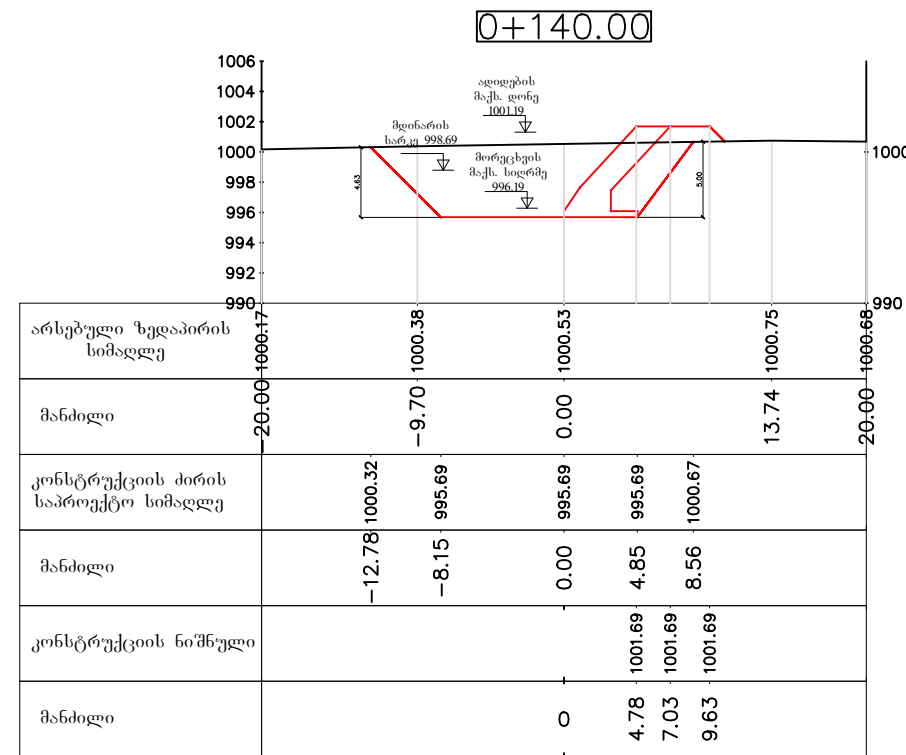 0+140.00
1006
1004
1002
1000
998
996
994
992
990
1000
990
ადიდების
მაქს. დონე
1001.19
მდინარის
სარკე 998.69
მორეცხვის
მაქს. სიღრმე
996.19
4.63
5.00
არსებული ზედაპირის
სიმაღლე
1000.17 1000.38 1000.53 1000.75 1000.68
მანძილი
-20.00 -9.70 0.00 13.74 20.00
კონსტრუქციის ძირის
საპროექტო სიმაღლე
1000.32 995.69 995.69 995.69 1000.67
მანძილი
-12.78 -8.15 0.00 4.85 8.56
კონსტრუქციის ნიშნული
1001.69 1001.69 1001.69
მანძილი
0 4.78 7.03 9.63